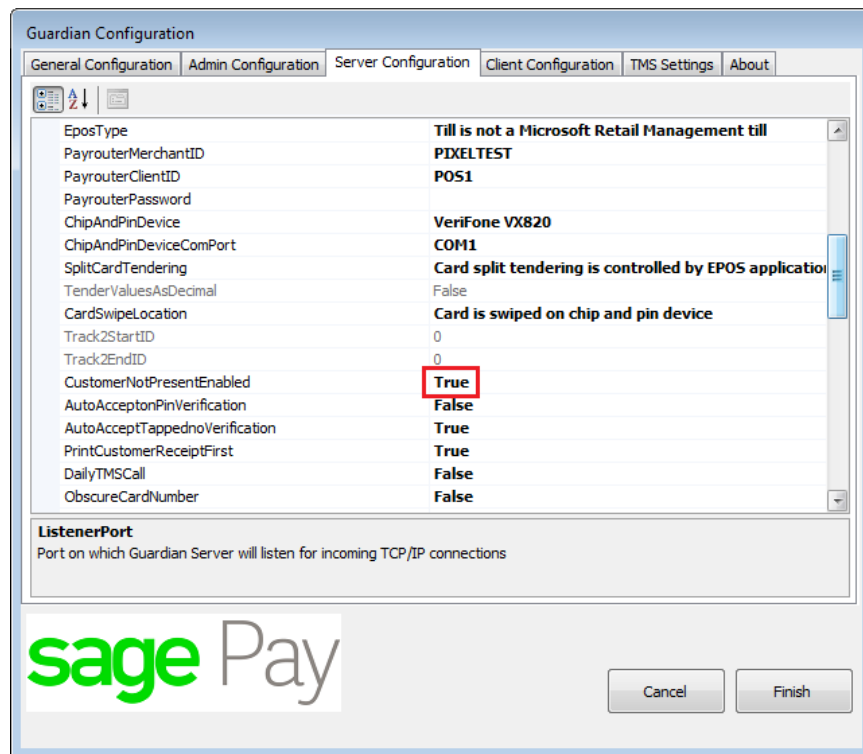 Guardian Configuration
General Configuration Admin Configuration Server Configuration Client Configuration TMS Settings About
EposType Till is not a Microsoft Retail Management till
PayrouterMerchantID PIXELTEST
PayrouterClientID POS1
PayrouterPassword
ChipAndPinDevice VeriFone VX820
ChipAndPinDeviceComPort COM1
SplitCardTendering Card split tendering is controlled by EPOS application
TenderValuesAsDecimal False
CardSwipeLocation Card is swiped on chip and pin device
Track2StartID 0
Track2EndID 0
CustomerNotPresentEnabled True
AutoAcceptonPinVerification False
AutoAcceptTappednoVerification True
PrintCustomerReceiptFirst True
DailyTMSCall False
ObscureCardNumber False
ListenerPort
Port on which Guardian Server will listen for incoming TCP/IP connections
sage Pay
Cancel Finish